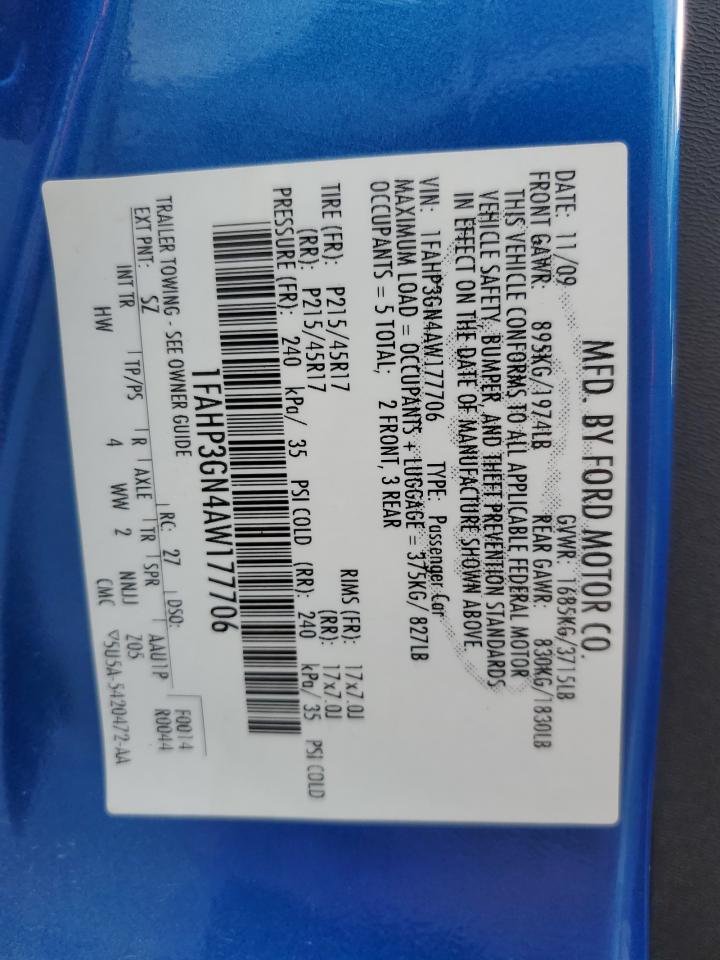 MFD. BY FORD MOTOR CO.
DATE: 11/09 GVWR: 1685KG/3715LB
FRONT GAWR: 895KG/1974LB REAR GAWR: 830KG/1830LB
THIS VEHICLE CONFORMS TO ALL APPLICABLE FEDERAL MOTOR
VEHICLE SAFETY, BUMPER, AND THEFT PREVENTION STANDARDS
IN EFFECT ON THE DATE OF MANUFACTURE SHOWN ABOVE.
VIN: 1FAHP3GN4AW177706 TYPE: Passenger Car
MAXIMUM LOAD = OCCUPANTS + LUGGAGE = 375KG/827LB
OCCUPANTS = 5 TOTAL; 2 FRONT, 3 REAR
TIRE (FR): P215/45R17 RIMS (FR): 17x7.0J
(RR): P215/45R17 (RR): 17x7.0J
PRESSURE (FR): 240 kPa/ 35 PSI COLD (RR): 240 kPa/ 35 PSI COLD
1FAHP3GN4AW177706
TRAILER TOWING - SEE OWNER GUIDE
F0014
R0044
EXT PNT: SZ RC: 27 DSO: AAU1P
INT TR TP/PS R AXLE TR SPR Z05
HW 4 WW 2 NNJJ
CMC ▽5U5A-5420472-AA